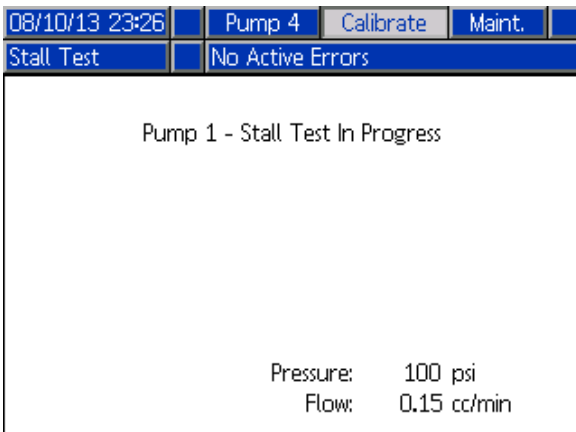 08/10/13 23:26 Pump 4 Calibrate Maint.
Stall Test No Active Errors
Pump 1 - Stall Test In Progress
Pressure: 100 psi
Flow: 0.15 cc/min